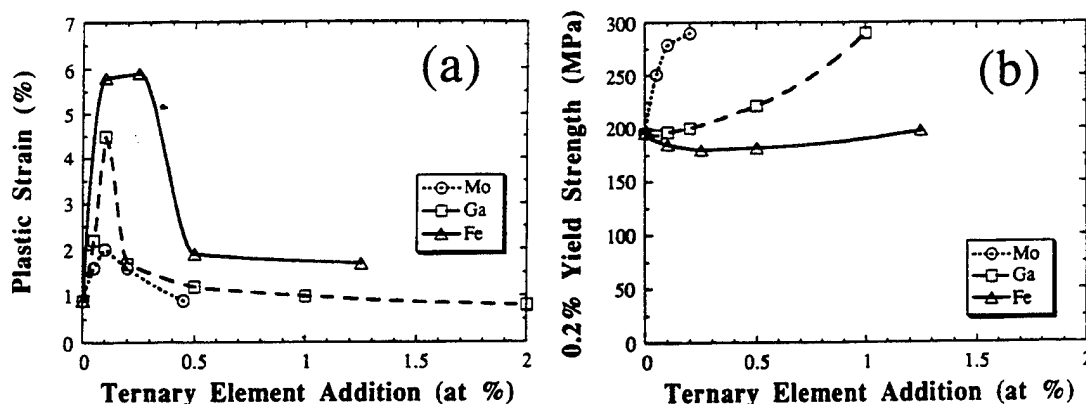 (a)
Plastic Strain (%)
7
6
5
4
3
2
1
0
Mo
Ga
Fe
0 0.5 1 1.5 2
Ternary Element Addition (at %)
(b)
0.2% Yield Strength (MPa)
300
250
200
150
100
50
0
Mo
Ga
Fe
0 0.5 1 1.5 2
Ternary Element Addition (at %)